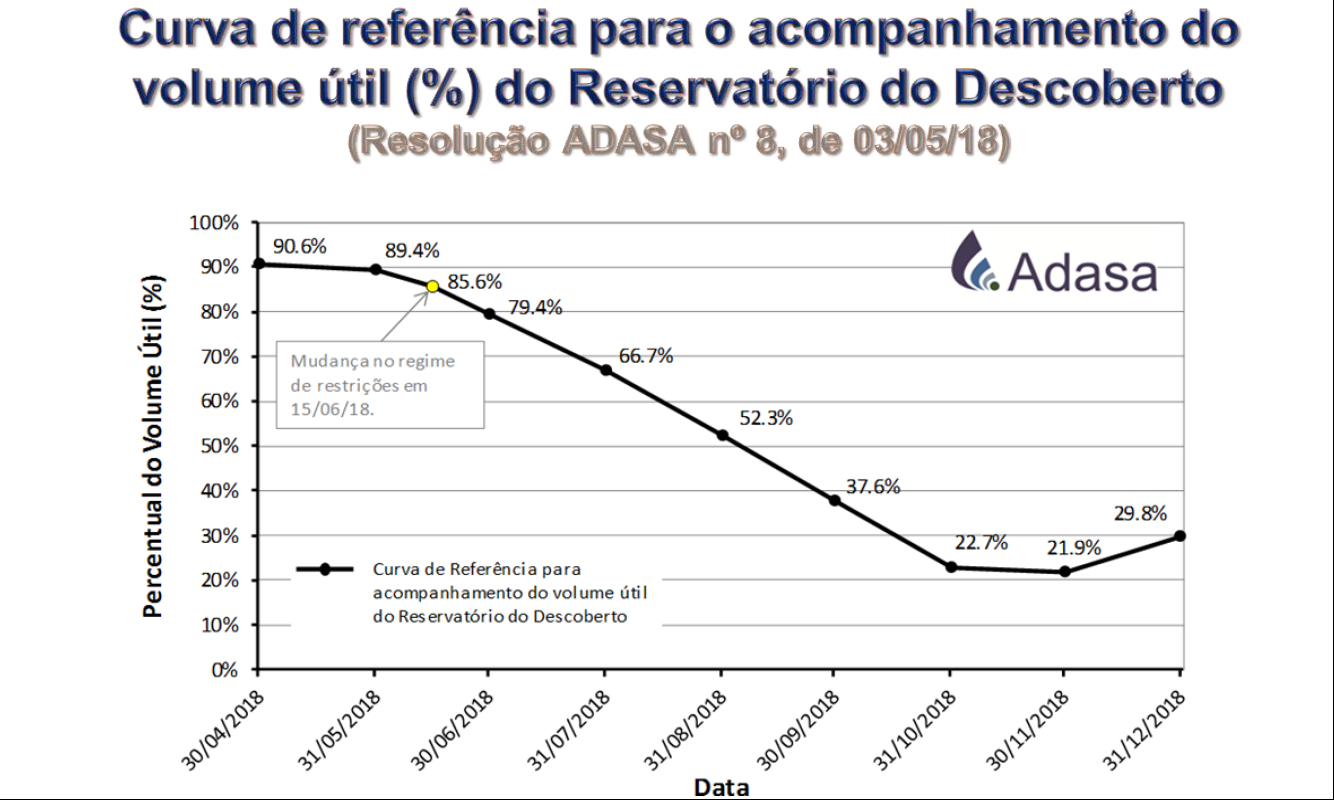 Curva de referência para o acompanhamento do
volume útil (%) do Reservatório do Descoberto
(Resolução ADASA nº 8, de 03/05/18)
Adasa
Percentual do Volume Útil (%)
100%
90%
80%
70%
60%
50%
40%
30%
20%
10%
0%
90.6%
89.4%
85.6%
79.4%
66.7%
52.3%
37.6%
22.7%
21.9%
29.8%
Mudança no regime
de restrições em
15/06/18.
Curva de Referência para
acompanhamento do volume útil
do Reservatório do Descoberto
30/04/2018
31/05/2018
30/06/2018
31/07/2018
31/08/2018
30/09/2018
31/10/2018
30/11/2018
31/12/2018
Data